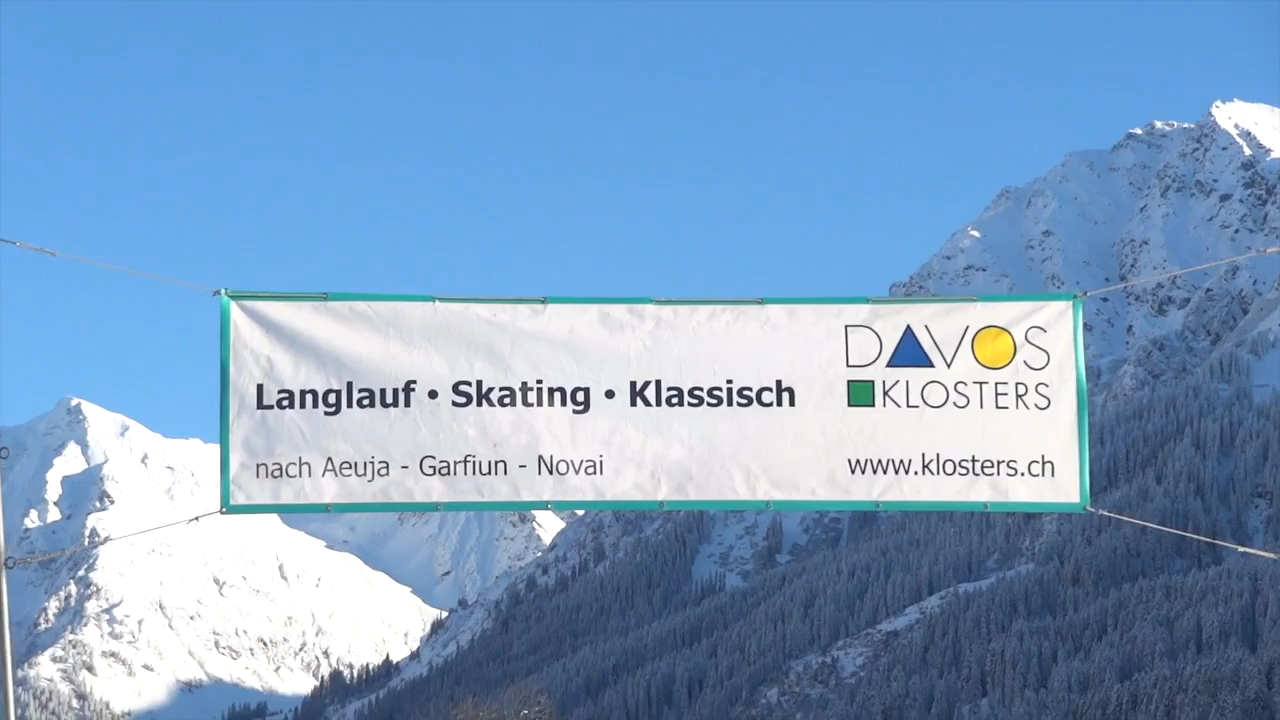 Langlauf • Skating • Klassisch
nach Aeuja - Garfiun - Novai
DAVOS
KLOSTERS
www.klosters.ch